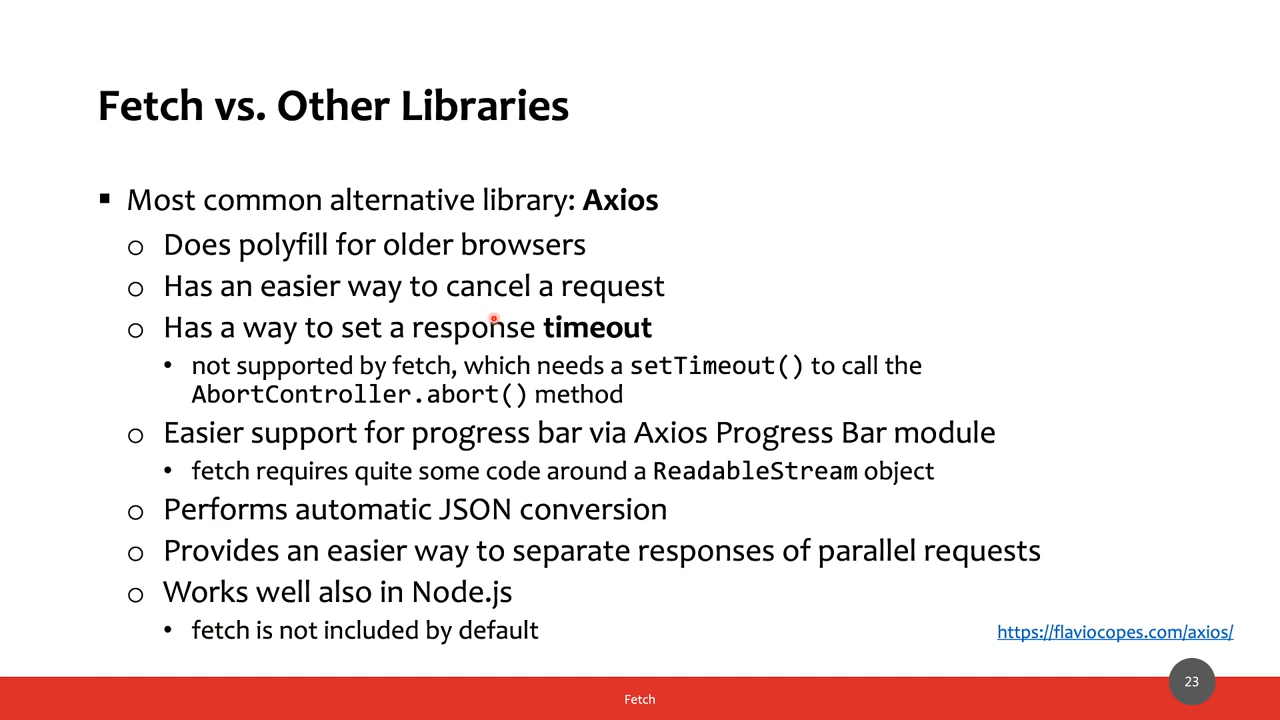 Fetch vs. Other Libraries
▪ Most common alternative library: Axios
o Does polyfill for older browsers
o Has an easier way to cancel a request
o Has a way to set a response timeout
• not supported by fetch, which needs a setTimeout() to call the
AbortController.abort() method
o Easier support for progress bar via Axios Progress Bar module
• fetch requires quite some code around a ReadableStream object
o Performs automatic JSON conversion
o Provides an easier way to separate responses of parallel requests
o Works well also in Node.js
• fetch is not included by default
https://flaviocopes.com/axios/
Fetch
23